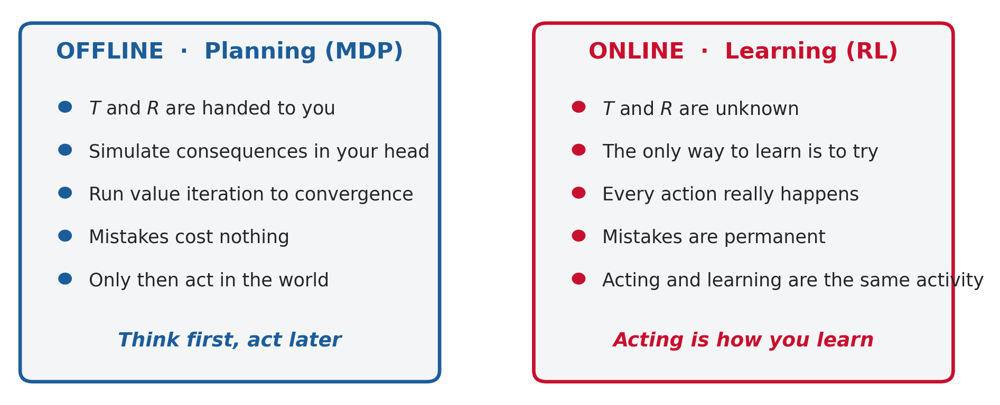 OFFLINE · Planning (MDP)
T and R are handed to you
Simulate consequences in your head
Run value iteration to convergence
Mistakes cost nothing
Only then act in the world
Think first, act later
ONLINE · Learning (RL)
T and R are unknown
The only way to learn is to try
Every action really happens
Mistakes are permanent
Acting and learning are the same activity
Acting is how you learn